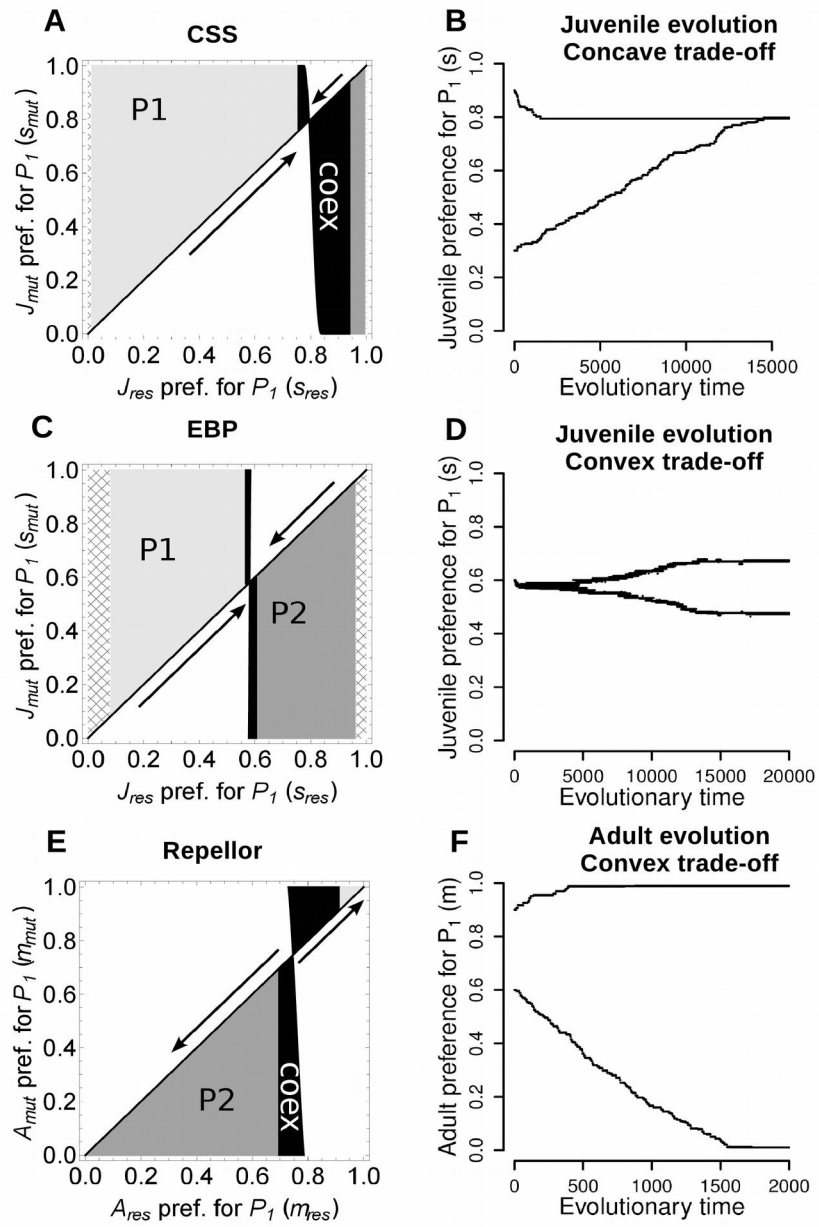 A
CSS
1.0
0.8
0.6
0.4
0.2
0.0
J_mut pref. for P_1 (s_mut)
P1
coex
0.0 0.2 0.4 0.6 0.8 1.0
J_res pref. for P_1 (s_res)
B
Juvenile evolution
Concave trade-off
1.0
0.8
0.6
0.4
0.2
0.0
Juvenile preference for P_1 (s)
0 5000 10000 15000
Evolutionary time
C
EBP
1.0
0.8
0.6
0.4
0.2
0.0
J_mut pref. for P_1 (s_mut)
P1
P2
0.0 0.2 0.4 0.6 0.8 1.0
J_res pref. for P_1 (s_res)
D
Juvenile evolution
Convex trade-off
1.0
0.8
0.6
0.4
0.2
0.0
Juvenile preference for P_1 (s)
0 5000 10000 15000 20000
Evolutionary time
E
Repellor
1.0
0.8
0.6
0.4
0.2
0.0
A_mut pref. for P_1 (m_mut)
P2
coex
0.0 0.2 0.4 0.6 0.8 1.0
A_res pref. for P_1 (m_res)
F
Adult evolution
Convex trade-off
1.0
0.8
0.6
0.4
0.2
0.0
Adult preference for P_1 (m)
0 500 1000 1500 2000
Evolutionary time